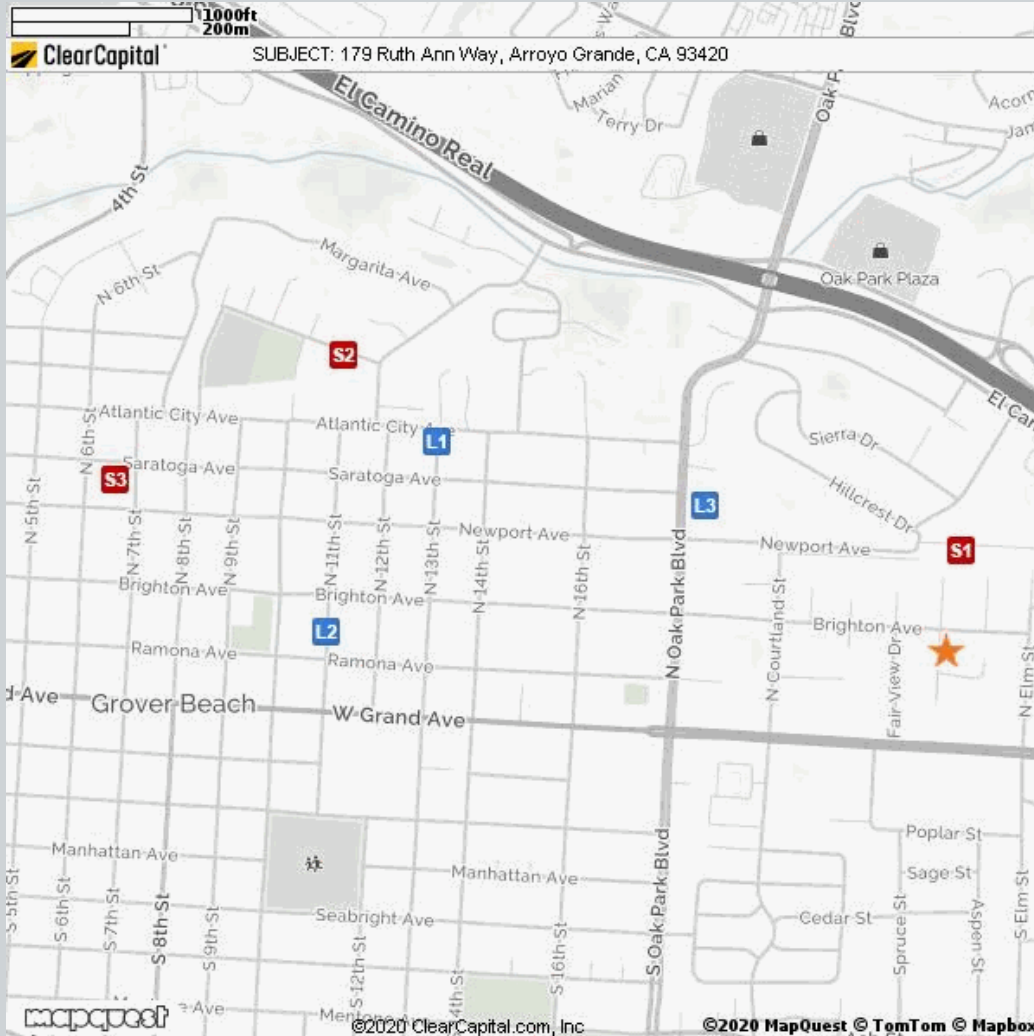 1000ft
200m
ClearCapital
SUBJECT: 179 Ruth Ann Way, Arroyo Grande, CA 93420
El Camino Real
Marian
Terry Dr
Oak P
Blvd
Acorn
4th St
Margarita Ave
N 6th St
Oak Park Plaza
S2
El Car
Atlantic City Ave
Atlantic City Ave
L1
Sierra Dr
N 6th St
Saratoga Ave
S3
Saratoga Ave
L3
Hillcrest Dr
N 5th St
N 7th St
N 8th St
N 9th St
N 11th St
N 12th St
N 13th St
N 14th St
Newport Ave
N 16th St
N Oak Park Blvd
Newport Ave
S1
Brighton Ave
Brighton Ave
N Courtland St
Brighton Ave
Fair View Dr
N Elm St
L2
Ramona Ave
Ramona Ave
d Ave
Grover Beach
W Grand Ave
Poplar St
Manhattan Ave
Manhattan Ave
Sage St
S Oak Park Blvd
Seabright Ave
Cedar St
S 5th St
S 6th St
S 7th St
S 8th St
S 9th St
S 12th St
S 16th St
Spruce St
Aspen St
S Elm St
mapquest
©2020 ClearCapital.com, Inc
©2020 MapQuest © TomTom © Mapbo